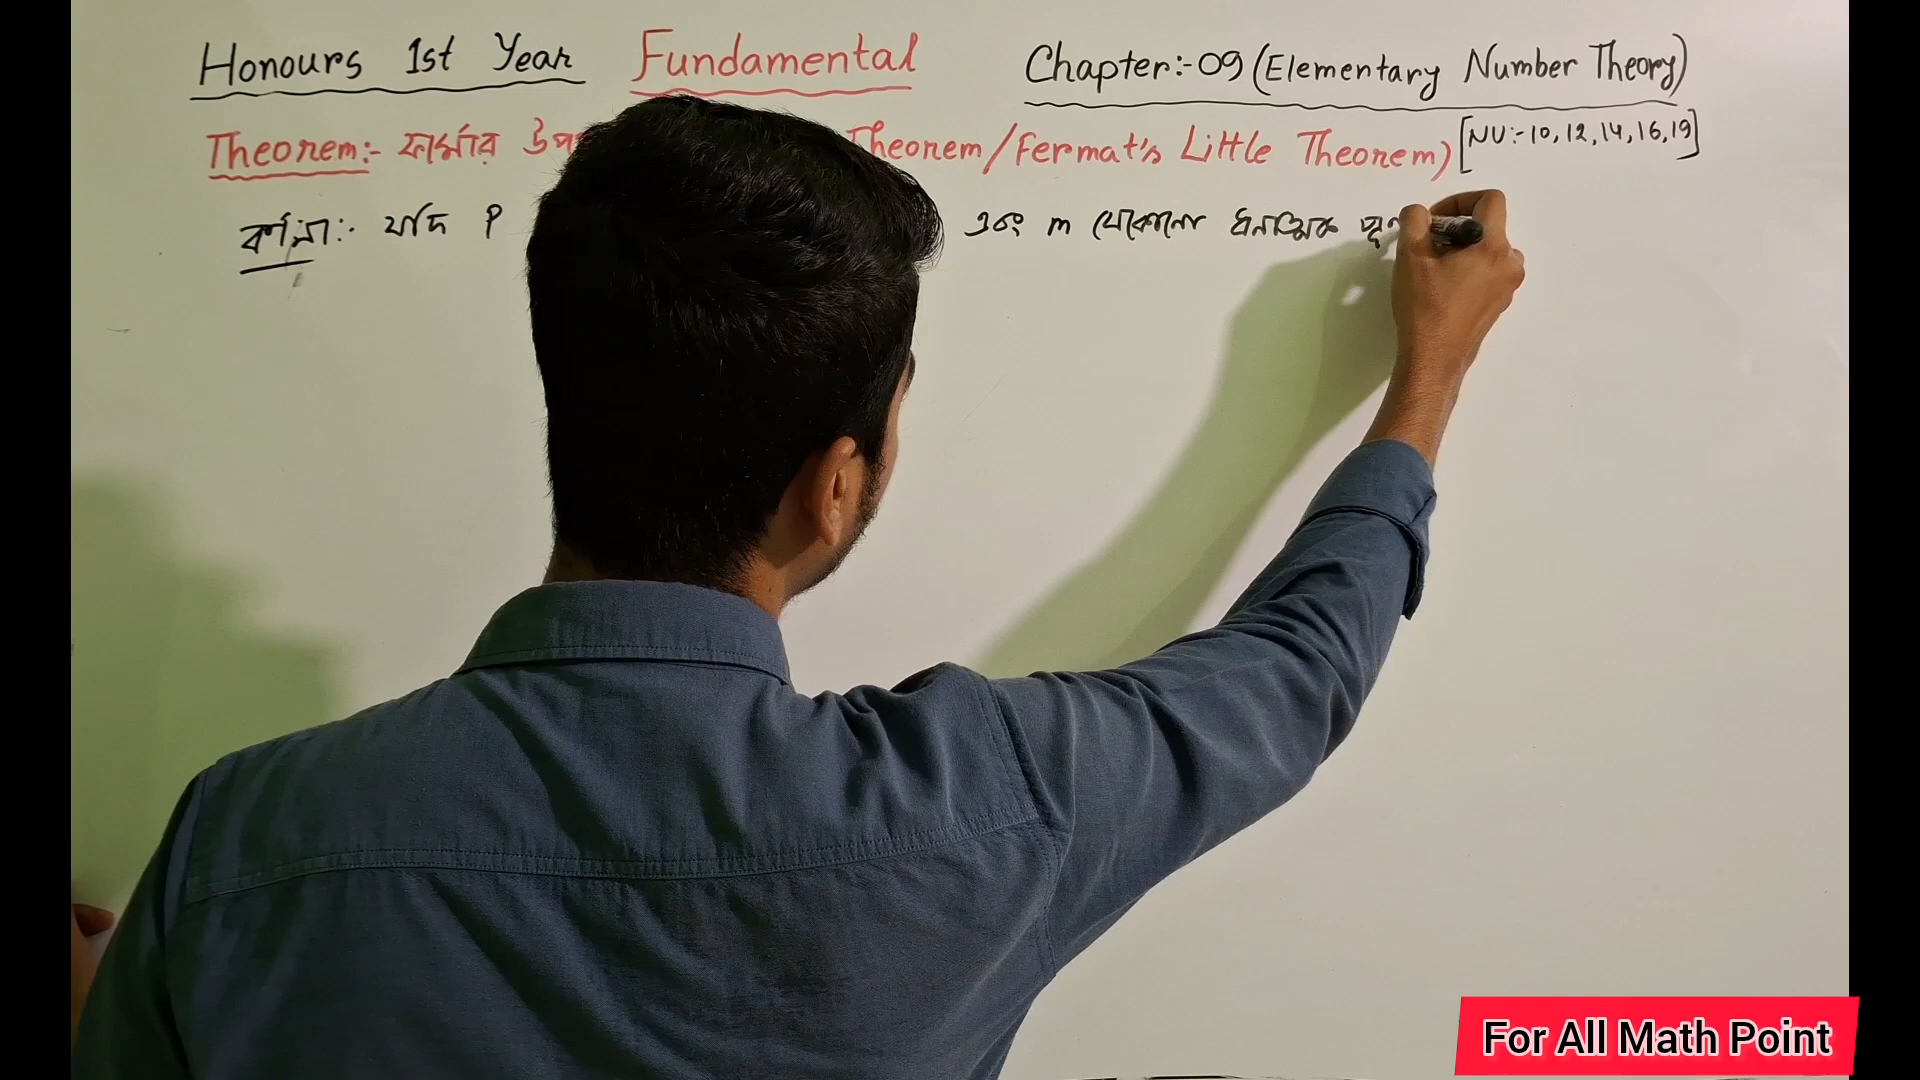 Honours 1st Year Fundamental Chapter:-09 (Elementary Number Theory)
Theorem:- ফার্মার উপ Theorem/Fermat's Little Theorem) [NU:-10, 12, 14, 16, 19]
বর্ণনা:- যদি P এবং m যেকোনো ধনাত্মক পূ
For All Math Point